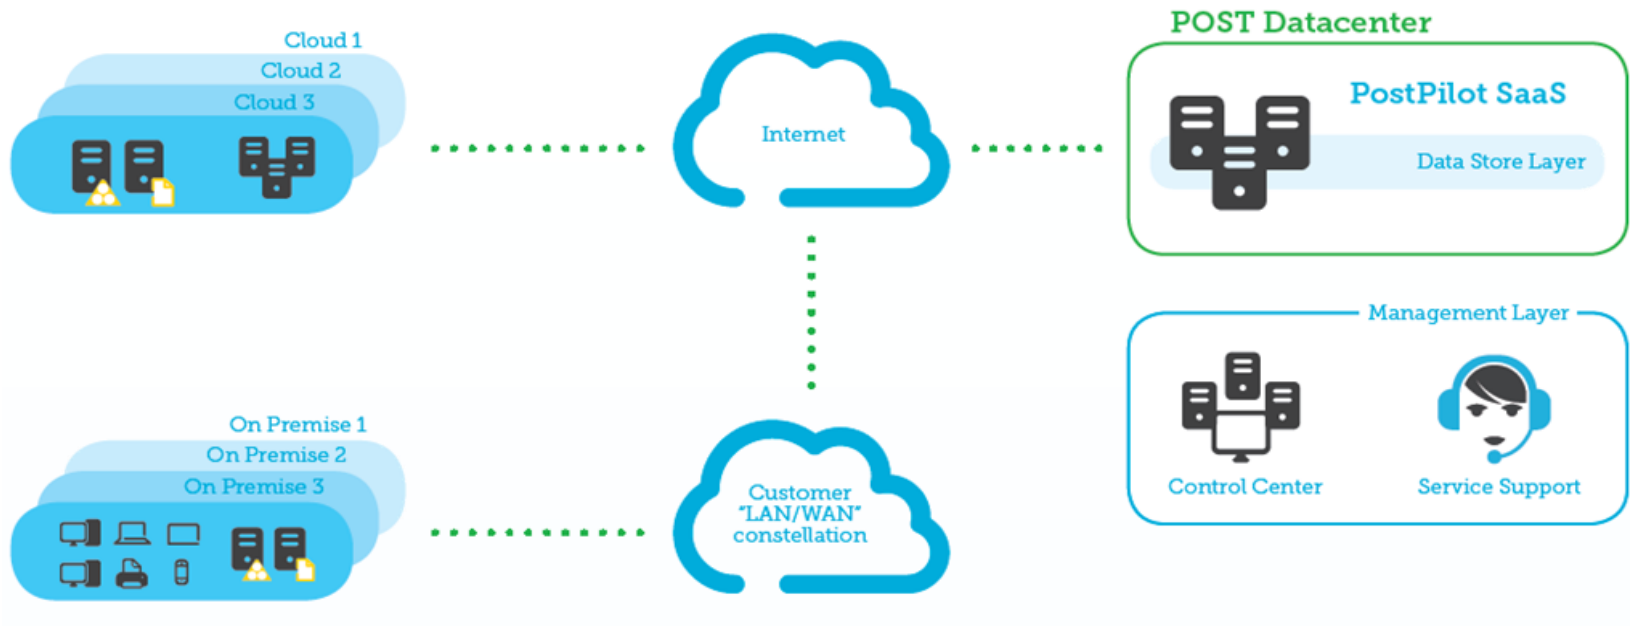 POST Datacenter
Cloud 1
Cloud 2
Cloud 3
Internet
PostPilot SaaS
Data Store Layer
Management Layer
Control Center
Service Support
On Premise 1
On Premise 2
On Premise 3
Customer
“LAN/WAN”
constellation